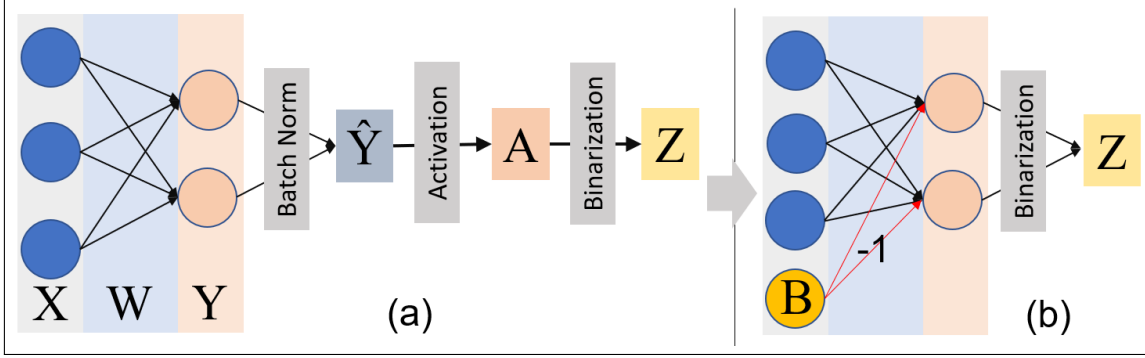 X
W
Y
Batch Norm
Ŷ
Activation
A
Binarization
Z
(a)
-1
B
Binarization
Z
(b)